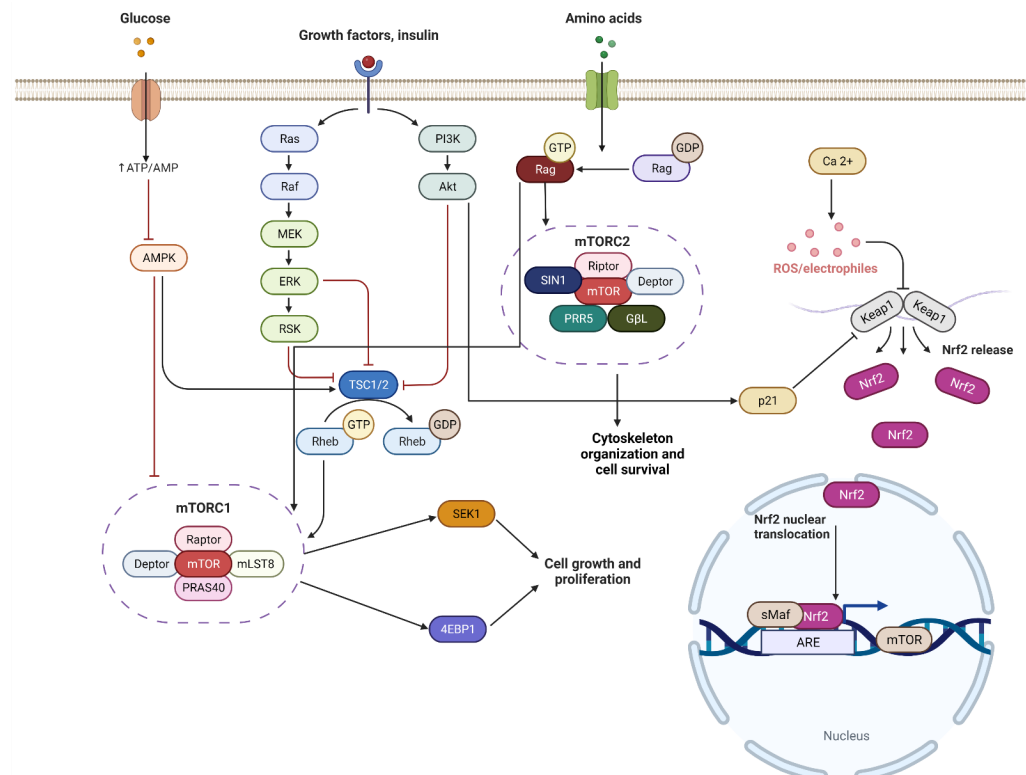 Glucose
Growth factors, insulin
Amino acids
Ras
PI3K
GTP
GDP
Rag
Rag
Ca 2+
↑ATP/AMP
Raf
Akt
MEK
mTORC2
AMPK
Riptor
SIN1
Deptor
mTOR
ROS/electrophiles
ERK
PRR5
GβL
Keap1
Keap1
RSK
Nrf2 release
TSC1/2
Nrf2
Nrf2
p21
GTP
GDP
Rheb
Rheb
Nrf2
Cytoskeleton
organization and
cell survival
mTORC1
SEK1
Nrf2
Nrf2 nuclear
translocation
Raptor
Deptor
mTOR
mLST8
PRAS40
Cell growth and
proliferation
4EBP1
sMaf
Nrf2
ARE
mTOR
Nucleus